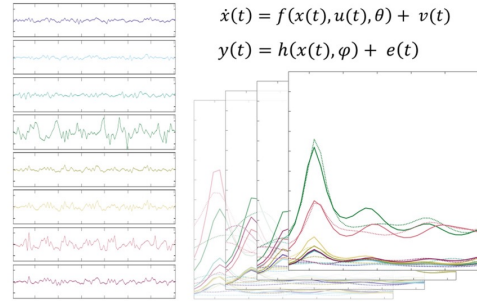 ẋ(t) = f(x(t), u(t), θ) + v(t)
y(t) = h(x(t), φ) + e(t)